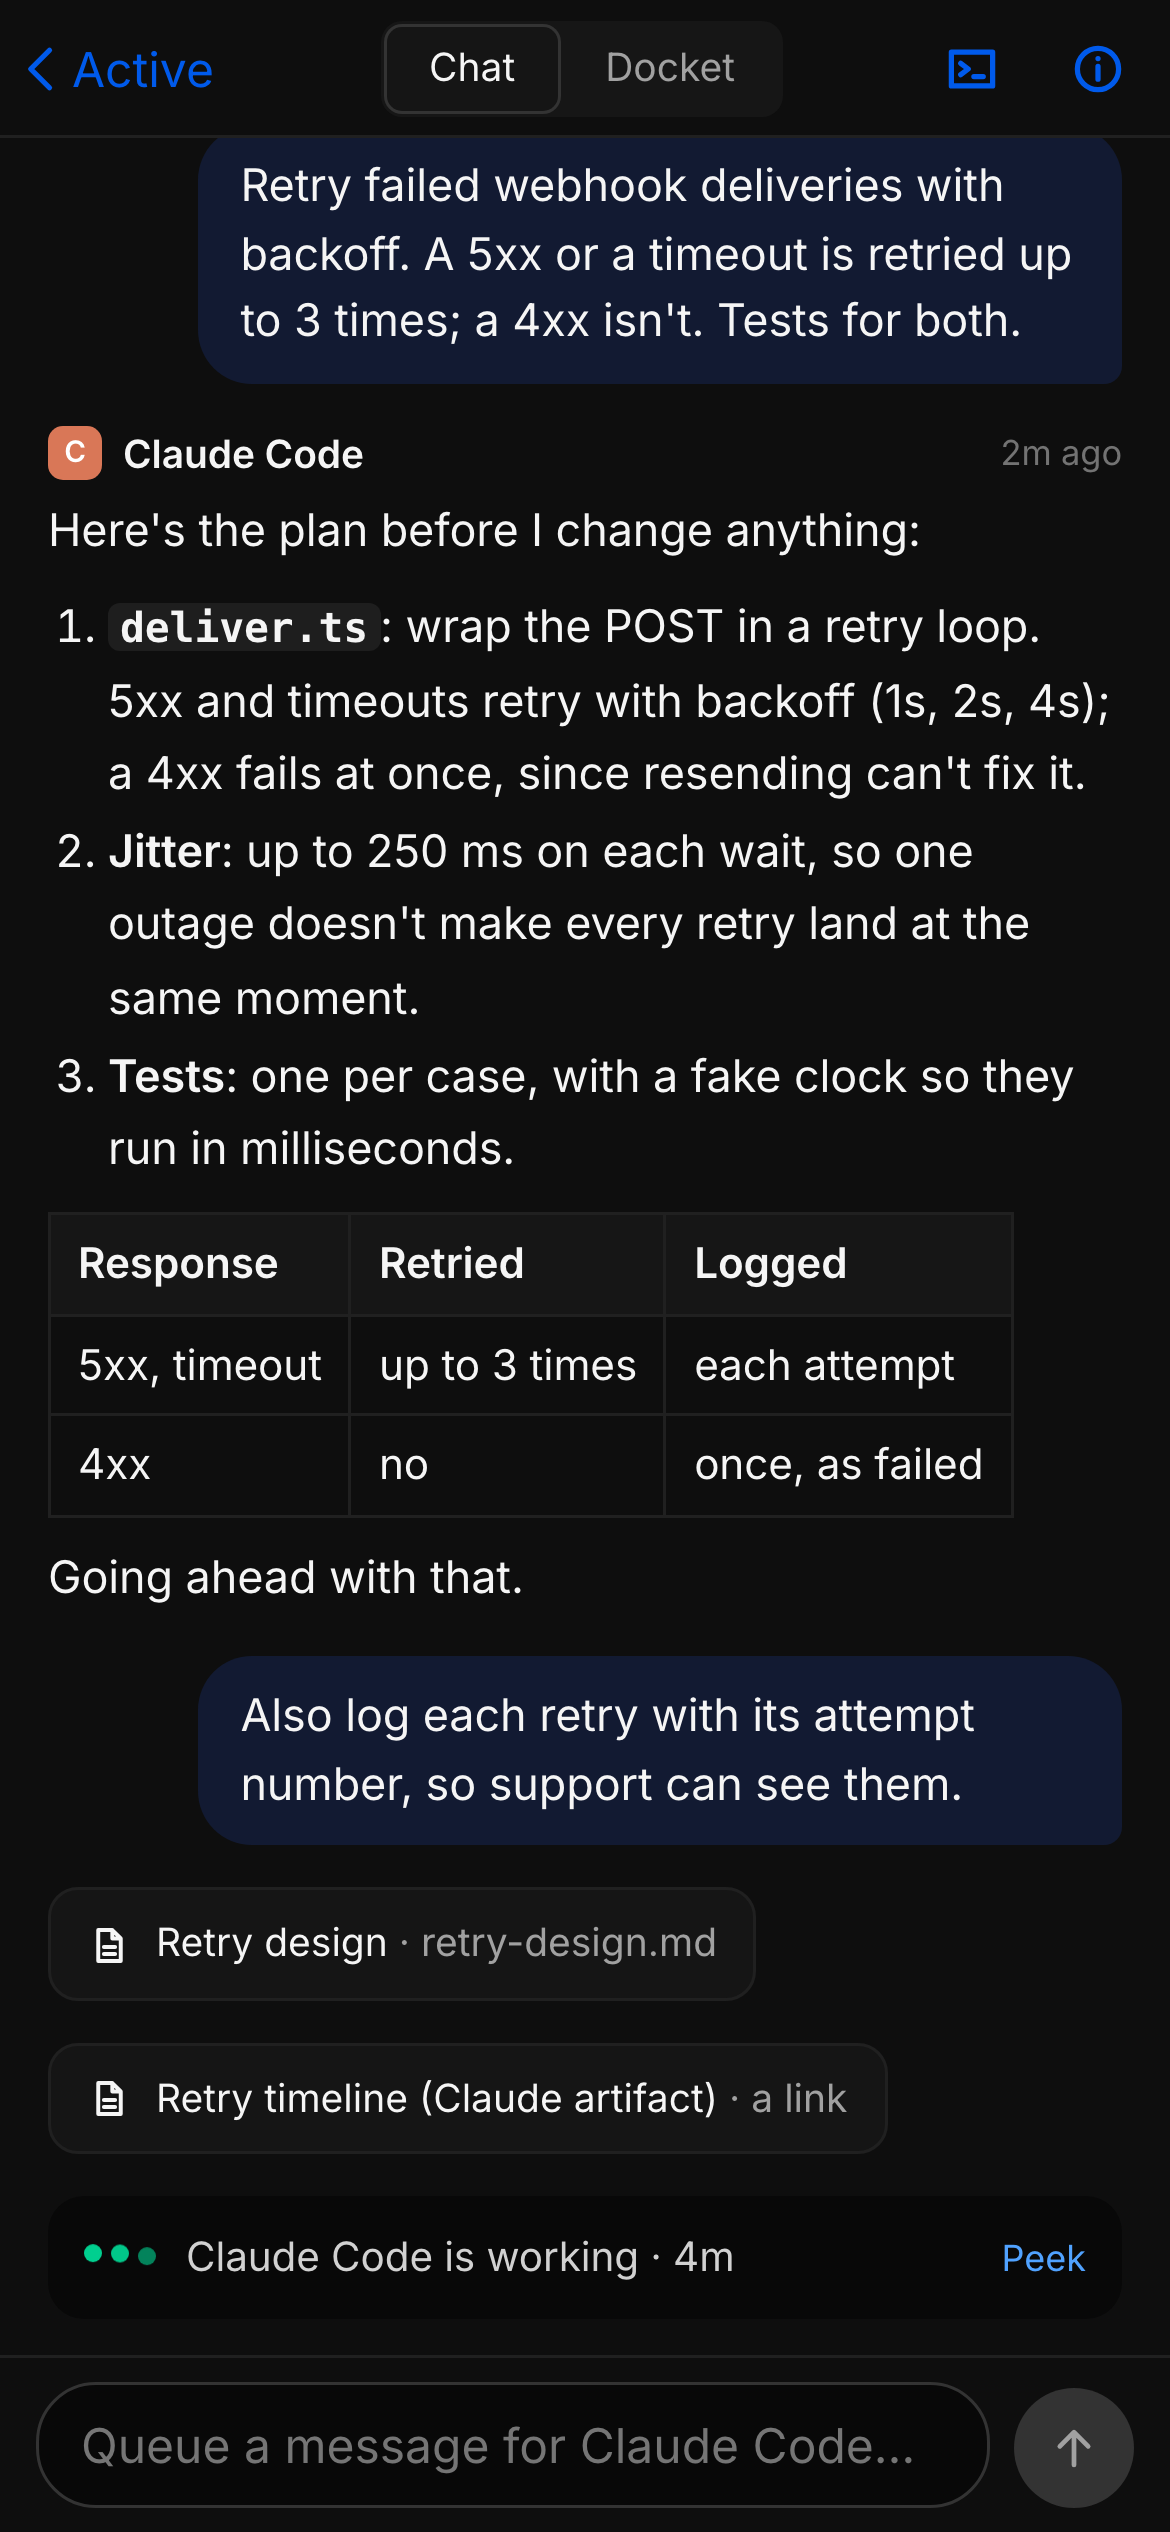 Active
Chat
Docket
Retry failed webhook deliveries with
backoff. A 5xx or a timeout is retried up
to 3 times; a 4xx isn't. Tests for both.
C
Claude Code
2m ago
Here's the plan before I change anything:
1. deliver.ts: wrap the POST in a retry loop.
5xx and timeouts retry with backoff (1s, 2s, 4s);
a 4xx fails at once, since resending can't fix it.
2. Jitter: up to 250 ms on each wait, so one
outage doesn't make every retry land at the
same moment.
3. Tests: one per case, with a fake clock so they
run in milliseconds.
Response Retried Logged
5xx, timeout up to 3 times each attempt
4xx no once, as failed
Going ahead with that.
Also log each retry with its attempt
number, so support can see them.
Retry design · retry-design.md
Retry timeline (Claude artifact) · a link
Claude Code is working · 4m
Peek
Queue a message for Claude Code...